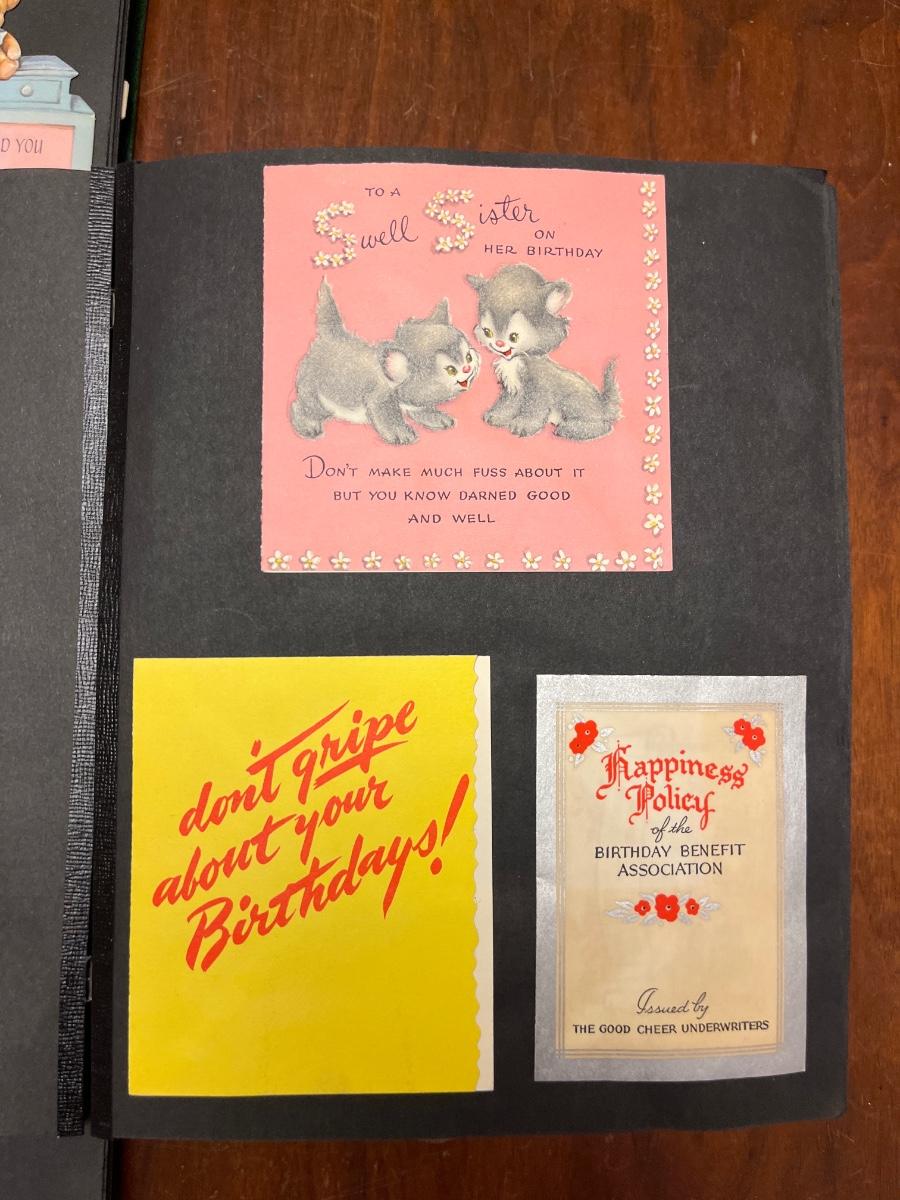 D YOU
TO A
Swell Sister
ON
HER BIRTHDAY
DON'T MAKE MUCH FUSS ABOUT IT
BUT YOU KNOW DARNED GOOD
AND WELL
don't gripe
about your
Birthdays!
Happiness
Policy
of the
BIRTHDAY BENEFIT
ASSOCIATION
Issued by
THE GOOD CHEER UNDERWRITERS